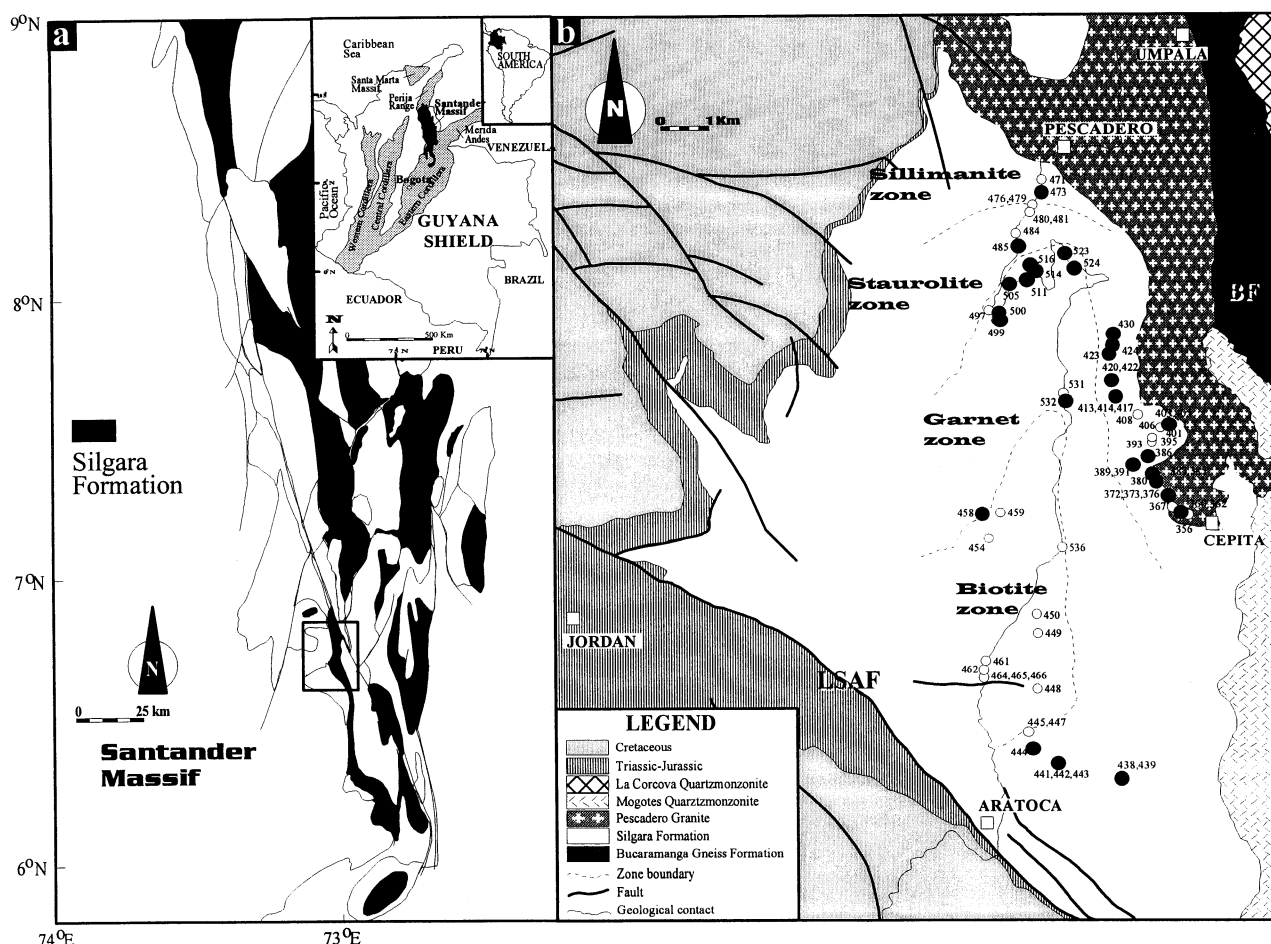 a
9°N
8°N
7°N
6°N
74°E
73°E
Silgara
Formation
N
0 25 km
Santander
Massif
Caribbean
Sea
SOUTH
AMERICA
Santa Marta
Massif
Perija
Range
Santander
Massif
Merida
Andes
VENEZUELA
Pacific
Ocean
Bogota
Western Cordillera
Central Cordillera
Eastern Cordillera
GUYANA
SHIELD
BRAZIL
ECUADOR
N
0 500 Km
PERU
b
N
0 1 Km
UMPALA
PESCADERO
Sillimanite
zone
471
473
476,479
480,481
484
485
523
516
524
514
Staurolite
zone
505
511
497
500
499
BF
430
423
424
420,422
531
532
413,414,417
408
406
401
395
393
386
Garnet
zone
389,391
380
372,373,376
367
356
CEPITA
458
459
454
536
Biotite
zone
450
449
JORDAN
461
462
464,465,466
448
LSAF
445,447
444
441,442,443
438,439
ARATOCA
LEGEND
Cretaceous
Triassic-Jurassic
La Corcova Quartzmonzonite
Mogotes Quarztzmonzonite
Pescadero Granite
Silgara Formation
Bucaramanga Gneiss Formation
Zone boundary
Fault
Geological contact